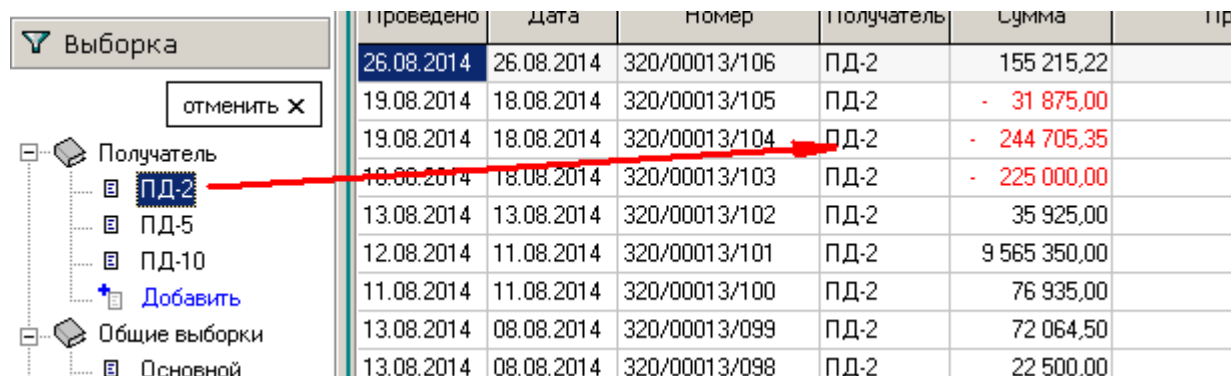 Выборка
отменить X
Получатель
ПД-2
ПД-5
ПД-10
Добавить
Общие выборки
Основной
Проведено Дата Номер Получатель Сумма Пр
26.08.2014 26.08.2014 320/00013/106 ПД-2 155 215,22
19.08.2014 18.08.2014 320/00013/105 ПД-2 - 31 875,00
19.08.2014 18.08.2014 320/00013/104 ПД-2 - 244 705,35
18.08.2014 18.08.2014 320/00013/103 ПД-2 - 225 000,00
13.08.2014 13.08.2014 320/00013/102 ПД-2 35 925,00
12.08.2014 11.08.2014 320/00013/101 ПД-2 9 565 350,00
11.08.2014 11.08.2014 320/00013/100 ПД-2 76 935,00
13.08.2014 08.08.2014 320/00013/099 ПД-2 72 064,50
13.08.2014 08.08.2014 320/00013/098 ПД-2 22 500,00